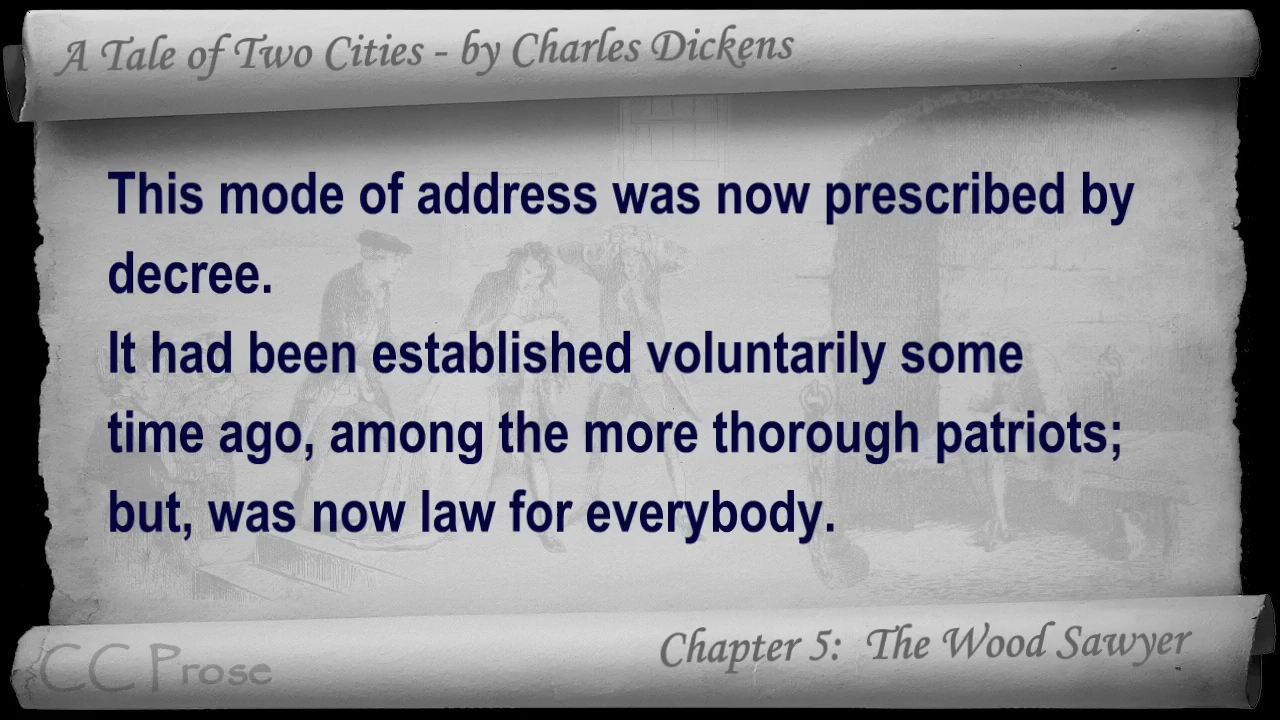 A Tale of Two Cities - by Charles Dickens
This mode of address was now prescribed by
decree.
It had been established voluntarily some
time ago, among the more thorough patriots;
but, was now law for everybody.
Chapter 5: The Wood Sawyer
CC Prose